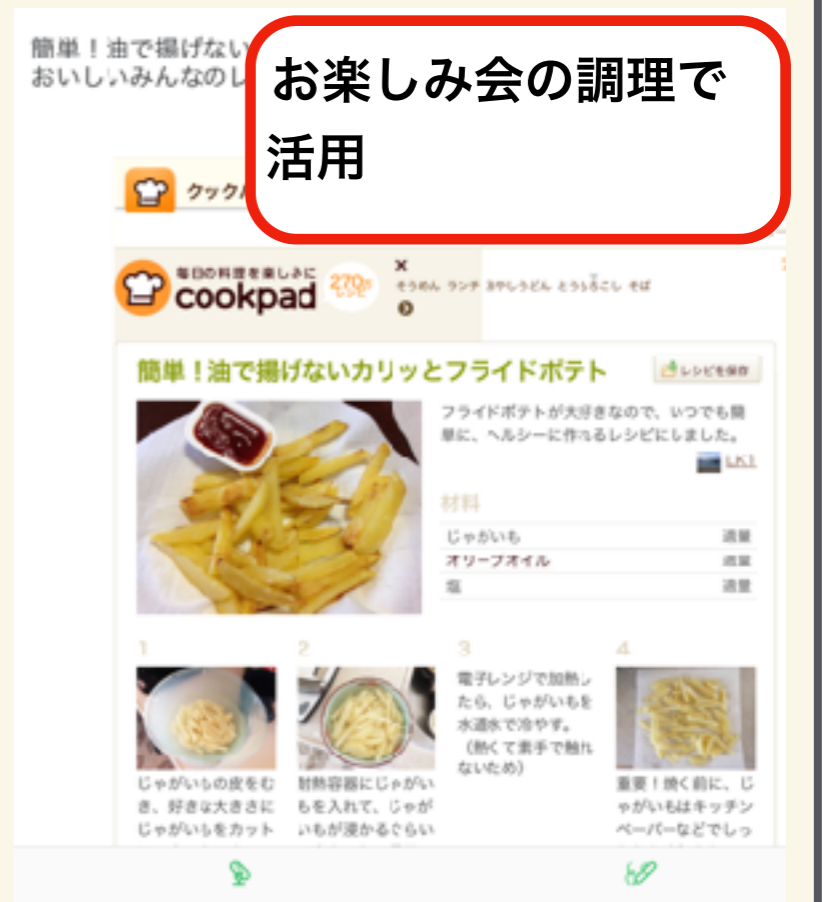 簡単！油で揚げない
おいしいみんなのレ
お楽しみ会の調理で
活用
クック
毎日の料理を楽しみに
cookpad
270万
レシピ
そうめん ランチ 冷やしうどん とうもろこし そば
簡単！油で揚げないカリッとフライドポテト
レシピを保存
フライドポテトが大好きなので、いつでも簡
単に、ヘルシーに作れるレシピにしました。
LK1
材料
じゃがいも 適量
オリーブオイル 適量
塩 適量
1
じゃがいもの皮をむ
き、好きな大きさに
じゃがいもをカット
2
耐熱容器にじゃがい
もを入れて、じゃが
いもが浸かるぐらい
3
電子レンジで加熱し
たら、じゃがいもを
水道水で冷やす。
（熱くて素手で触れ
ないため）
4
重要！焼く前に、じ
ゃがいもはキッチン
ペーパーなどでしっ